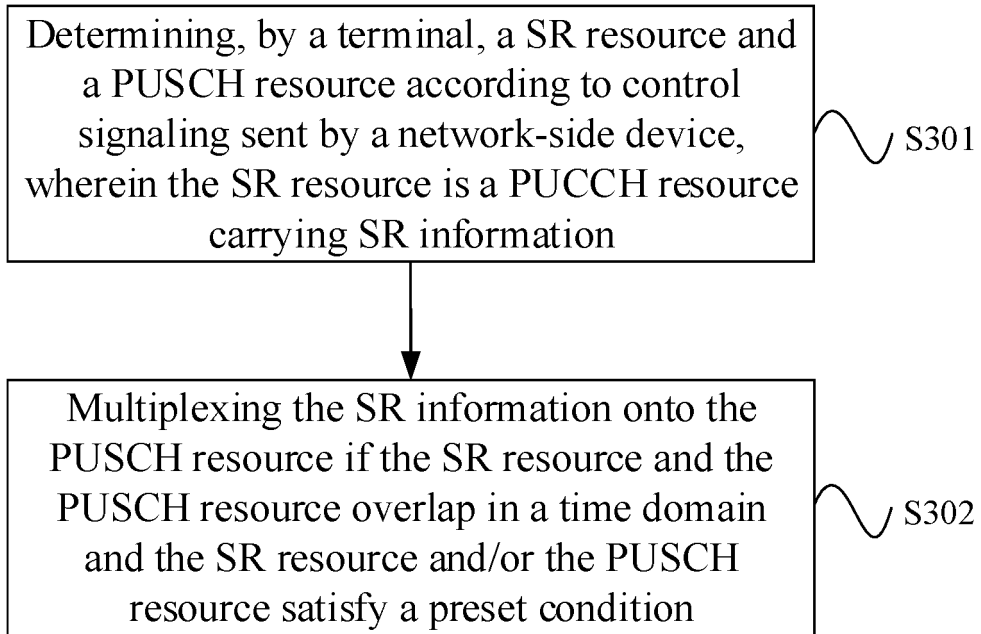 Determining, by a terminal, a SR resource and
a PUSCH resource according to control
signaling sent by a network-side device,
wherein the SR resource is a PUCCH resource
carrying SR information
S301
Multiplexing the SR information onto the
PUSCH resource if the SR resource and the
PUSCH resource overlap in a time domain
and the SR resource and/or the PUSCH
resource satisfy a preset condition
S302